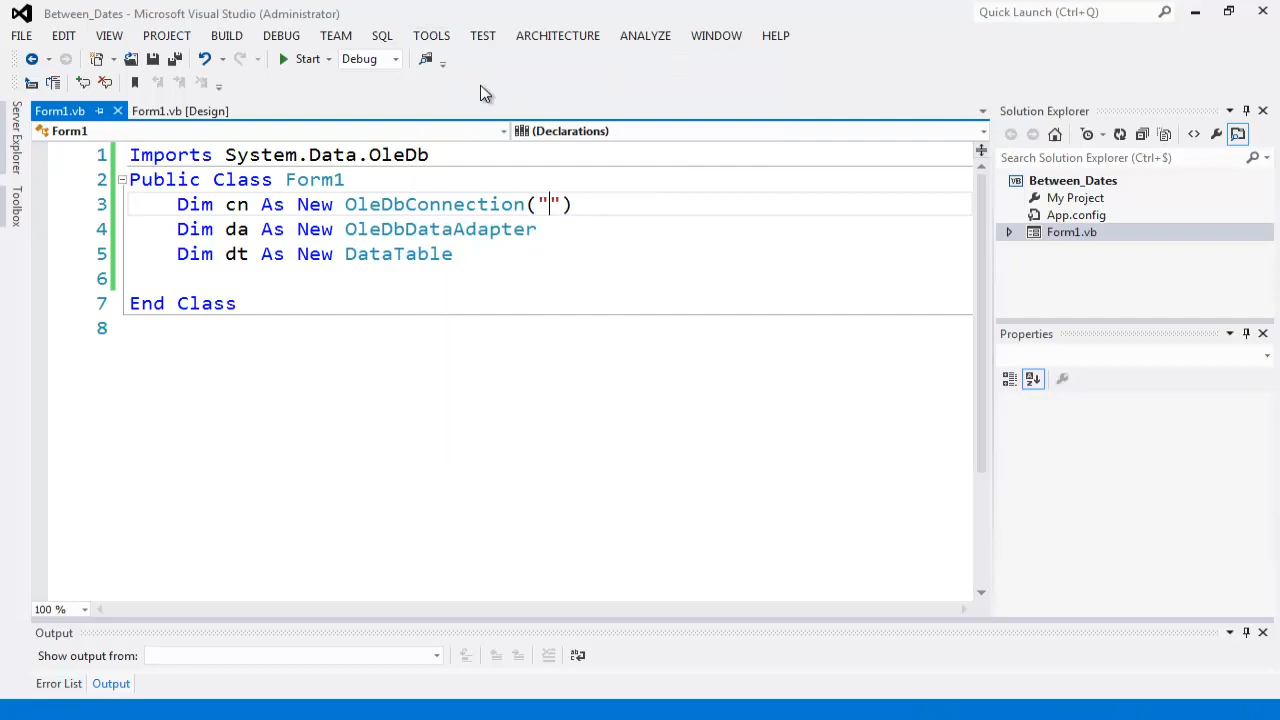 Between_Dates - Microsoft Visual Studio (Administrator)
Quick Launch (Ctrl+Q)
FILE EDIT VIEW PROJECT BUILD DEBUG TEAM SQL TOOLS TEST ARCHITECTURE ANALYZE WINDOW HELP
Start Debug
Server Explorer
Toolbox
Form1.vb Form1.vb [Design]
Form1 (Declarations)
1 Imports System.Data.OleDb
2 Public Class Form1
3 Dim cn As New OleDbConnection("")
4 Dim da As New OleDbDataAdapter
5 Dim dt As New DataTable
6
7 End Class
8
100 %
Solution Explorer
Search Solution Explorer (Ctrl+$)
Between_Dates
My Project
App.config
Form1.vb
Properties
Output
Show output from:
Error List Output